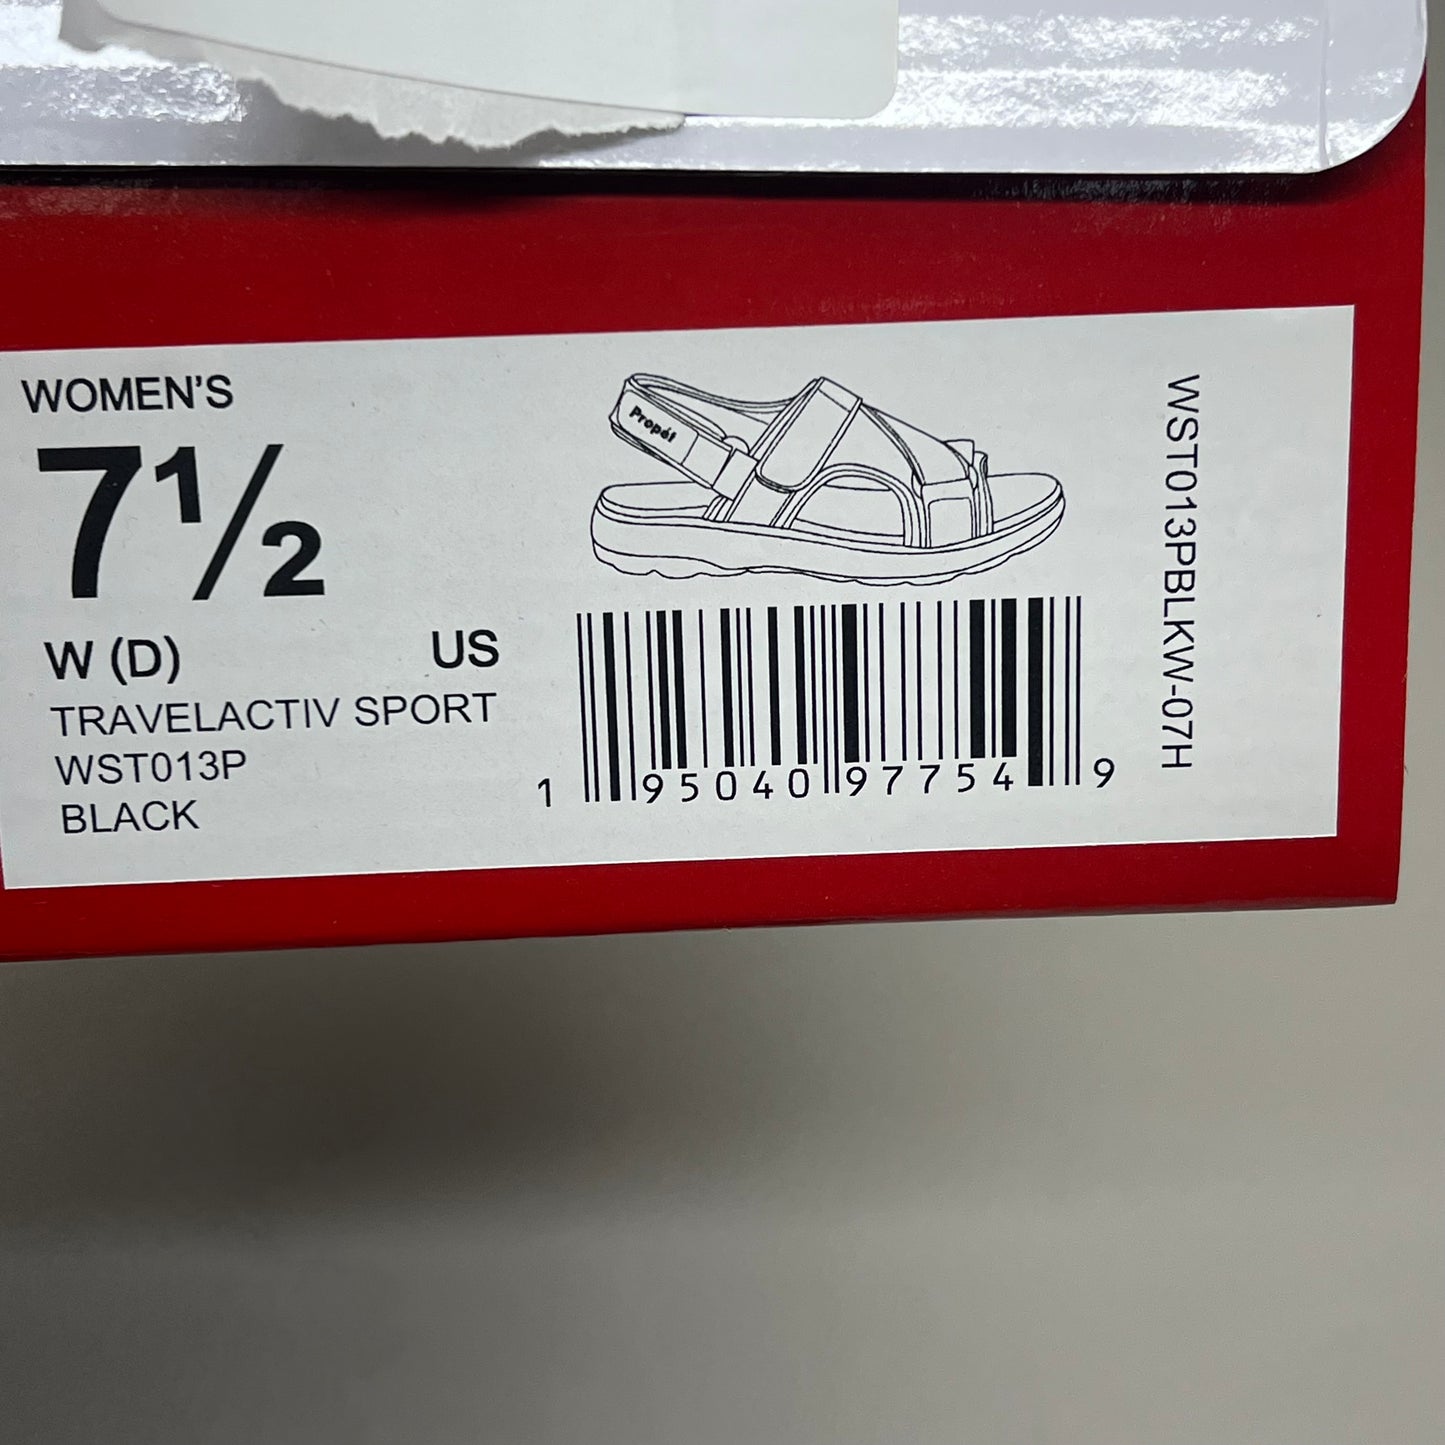 WOMEN'S
7½
W (D) US
TRAVELACTIV SPORT
WST013P
BLACK
Propét
1 95040 97754 9
WST013PBLKW-07H